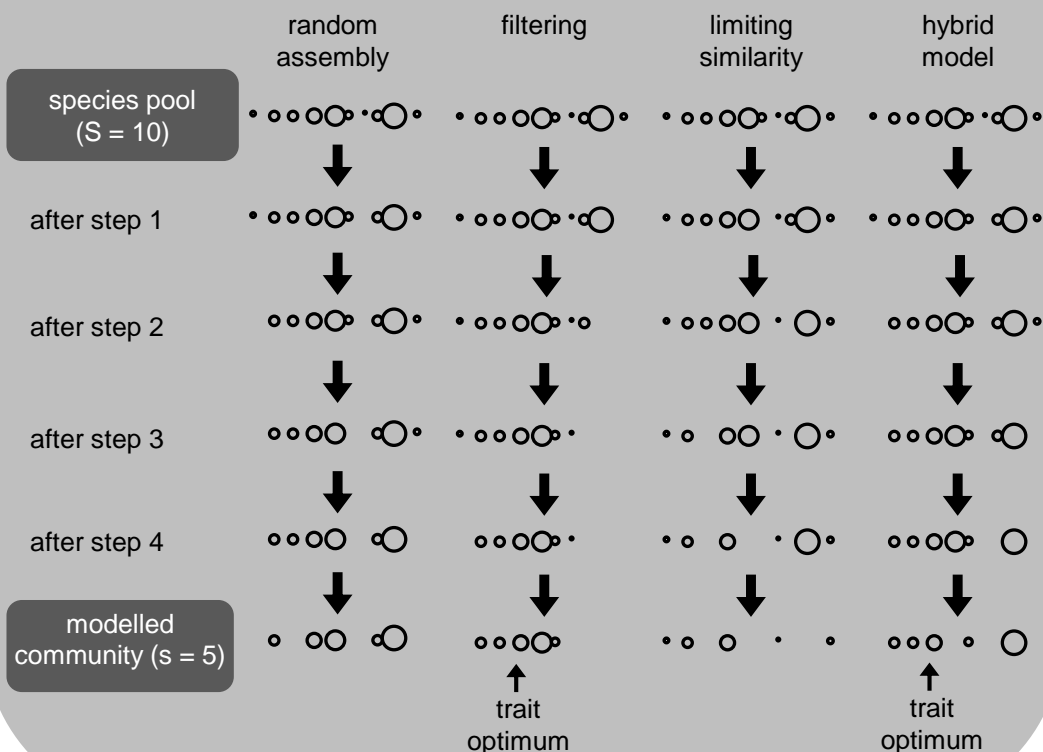 random
assembly
filtering
limiting
similarity
hybrid
model
species pool
(S = 10)
after step 1
after step 2
after step 3
after step 4
modelled
community (s = 5)
trait
optimum
trait
optimum